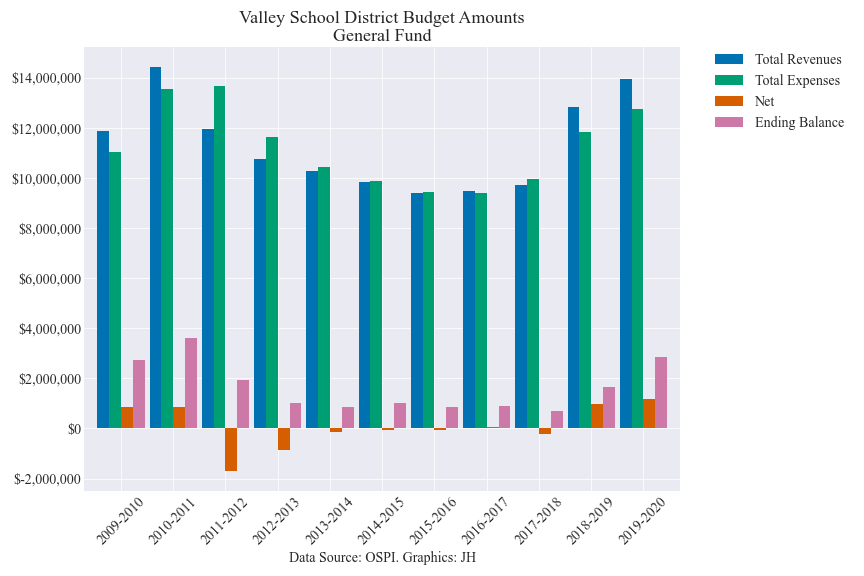 Valley School District Budget Amounts
General Fund
Total Revenues
Total Expenses
Net
Ending Balance
$14,000,000
$12,000,000
$10,000,000
$8,000,000
$6,000,000
$4,000,000
$2,000,000
$0
$-2,000,000
2009-2010
2010-2011
2011-2012
2012-2013
2013-2014
2014-2015
2015-2016
2016-2017
2017-2018
2018-2019
2019-2020
Data Source: OSPI. Graphics: JH